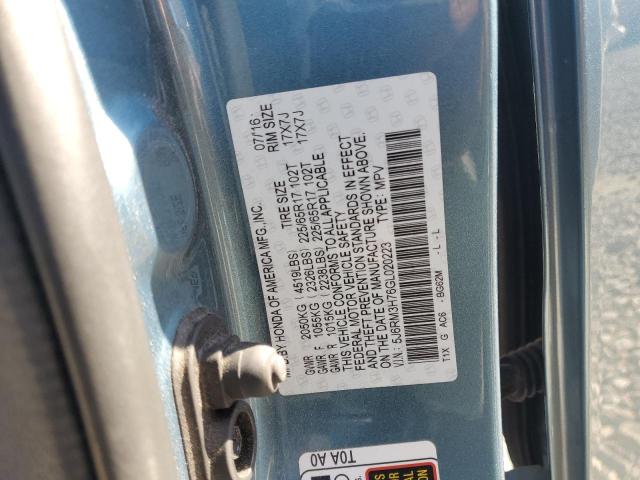 MFD. BY HONDA OF AMERICA MFG., INC. 07/16
TIRE SIZE RIM SIZE
GVWR 2050KG ( 4519LBS) 225/65R17 102T 17X7J
GAWR F 1055KG ( 2326LBS) 225/65R17 102T 17X7J
GAWR R 1015KG ( 2238LBS)
THIS VEHICLE CONFORMS TO ALL APPLICABLE
FEDERAL MOTOR VEHICLE SAFETY
AND THEFT PREVENTION STANDARDS IN EFFECT
ON THE DATE OF MANUFACTURE SHOWN ABOVE.
V.I.N.: 5J6RM3H76GL020223 TYPE: MPV
T1X G AC6 -BG62M - L - L
T0A A0